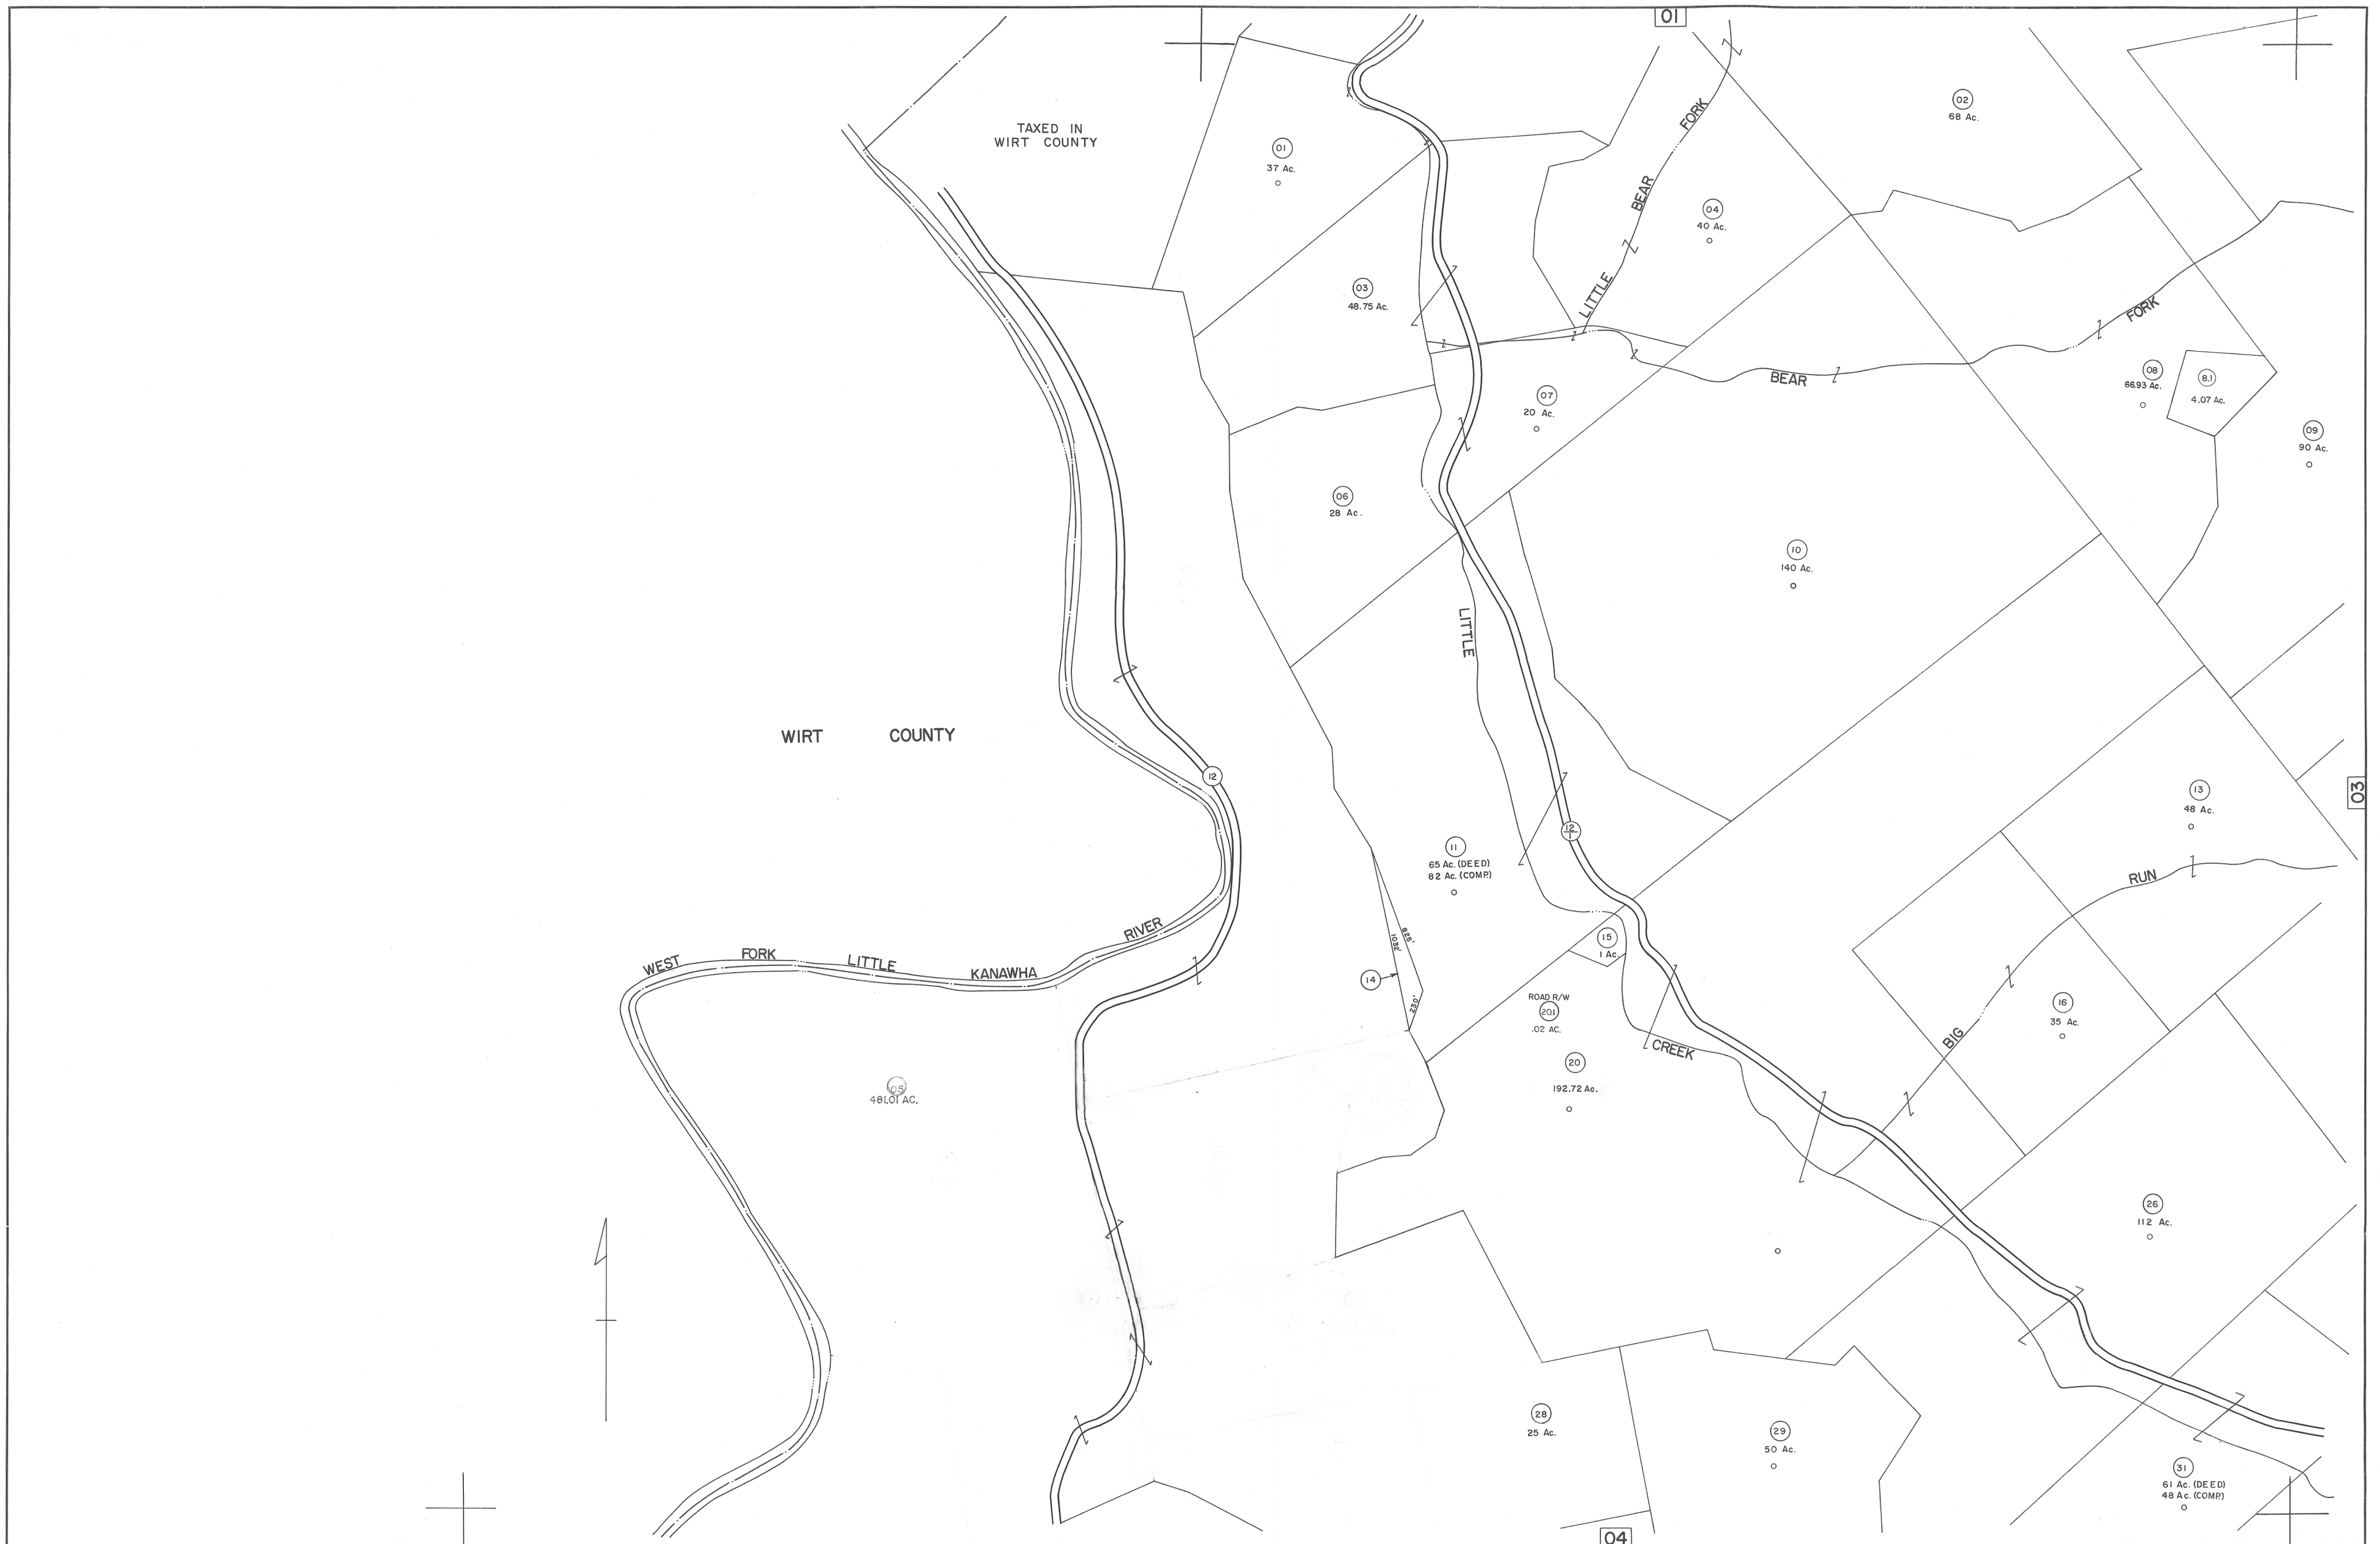 01
TAXED IN
WIRT COUNTY
01
37 Ac.
02
68 Ac.
LITTLE BEAR FORK
04
40 Ac.
03
48.75 Ac.
BEAR FORK
08
66.93 Ac.
8.1
4.07 Ac.
07
20 Ac.
09
90 Ac.
06
28 Ac.
10
140 Ac.
LITTLE CREEK
WIRT COUNTY
12
03
13
48 Ac.
12
1
11
65 Ac. (DEED)
82 Ac. (COMP.)
BIG RUN
WEST FORK LITTLE KANAWHA RIVER
825'
1032'
230'
14
15
1 Ac.
ROAD R/W
20.1
.02 AC.
16
35 Ac.
20
192.72 Ac.
05
481.01 AC.
26
112 Ac.
28
25 Ac.
29
50 Ac.
31
61 Ac. (DEED)
48 Ac. (COMP.)
04